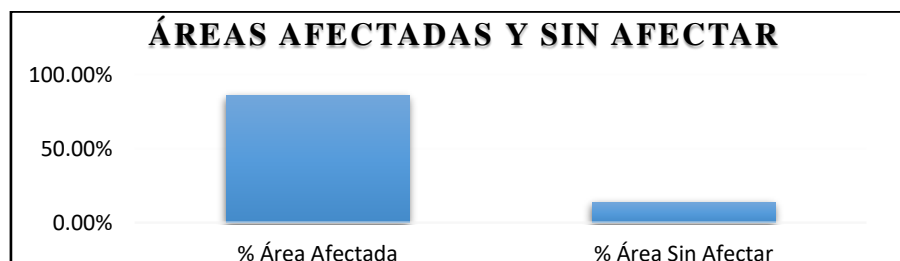 ÁREAS AFECTADAS Y SIN AFECTAR
100.00%
50.00%
0.00%
% Área Afectada
% Área Sin Afectar